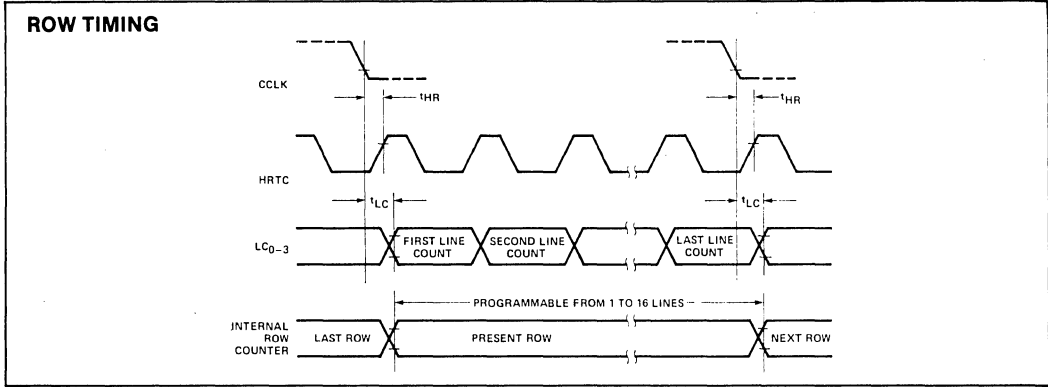 ROW TIMING
CCLK
tHR
tHR
HRTC
tLC
tLC
LC0–3
FIRST LINE COUNT
SECOND LINE COUNT
LAST LINE COUNT
PROGRAMMABLE FROM 1 TO 16 LINES
INTERNAL ROW COUNTER
LAST ROW
PRESENT ROW
NEXT ROW